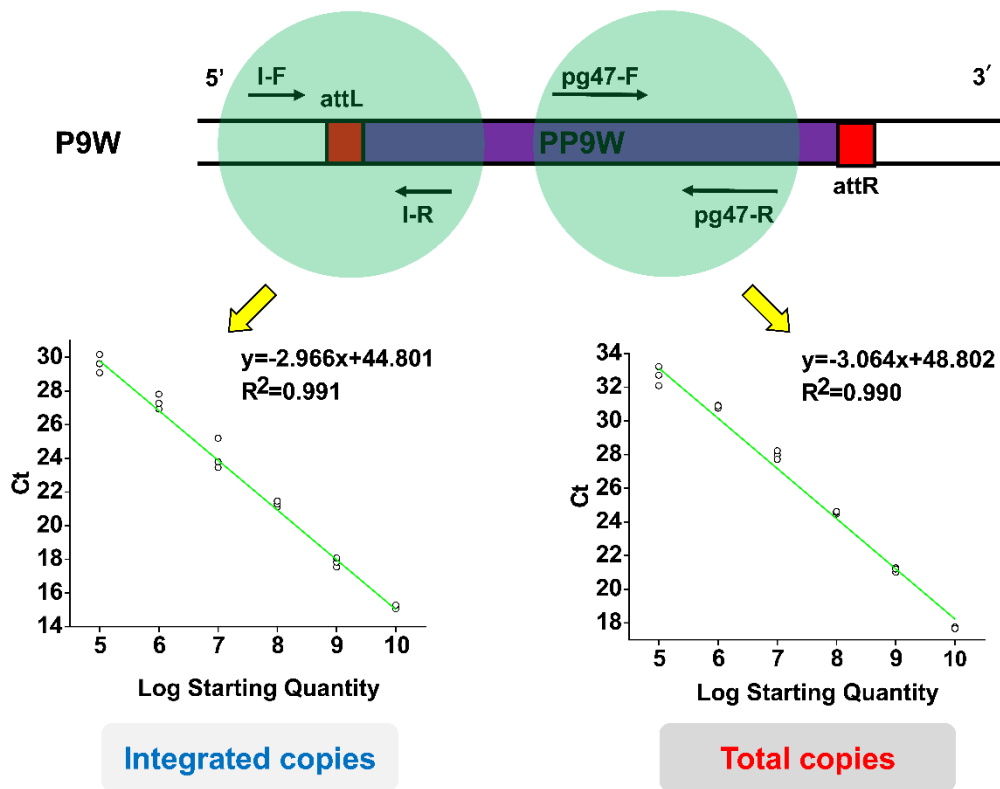 5’ 3′
I-F pg47-F
attL
P9W PP9W
attR
I-R pg47-R
y=-2.966x+44.801
R2=0.991
30
28
26
24
22
20
18
16
14
Ct
5 6 7 8 9 10
Log Starting Quantity
Integrated copies
y=-3.064x+48.802
R2=0.990
34
32
30
28
26
24
22
20
18
Ct
5 6 7 8 9 10
Log Starting Quantity
Total copies